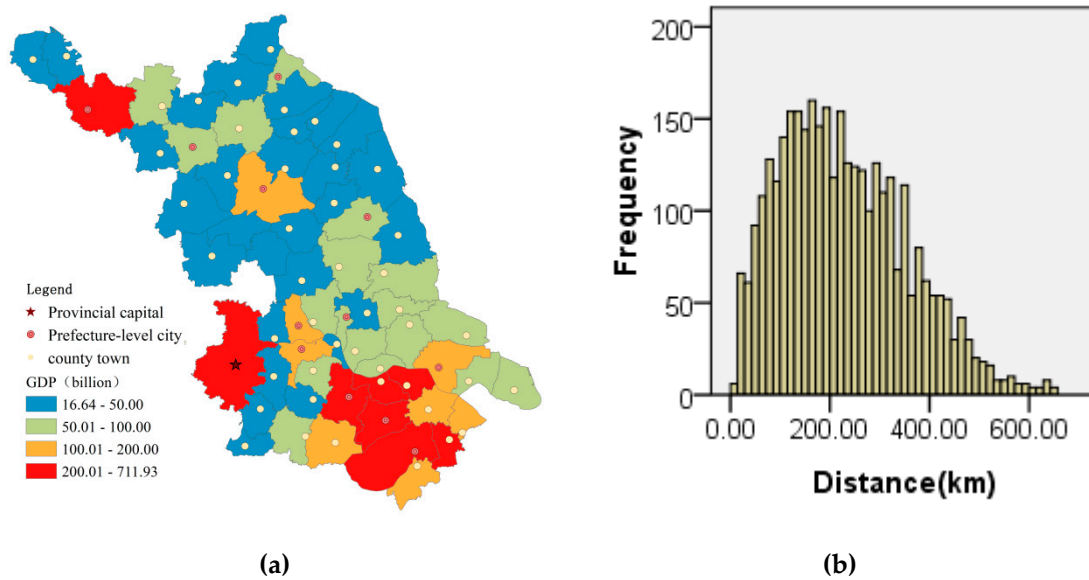 Legend
Provincial capital
Prefecture-level city
county town
GDP（billion）
16.64 - 50.00
50.01 - 100.00
100.01 - 200.00
200.01 - 711.93
(a)
Frequency
200
150
100
50
0
0.00 200.00 400.00 600.00
Distance(km)
(b)